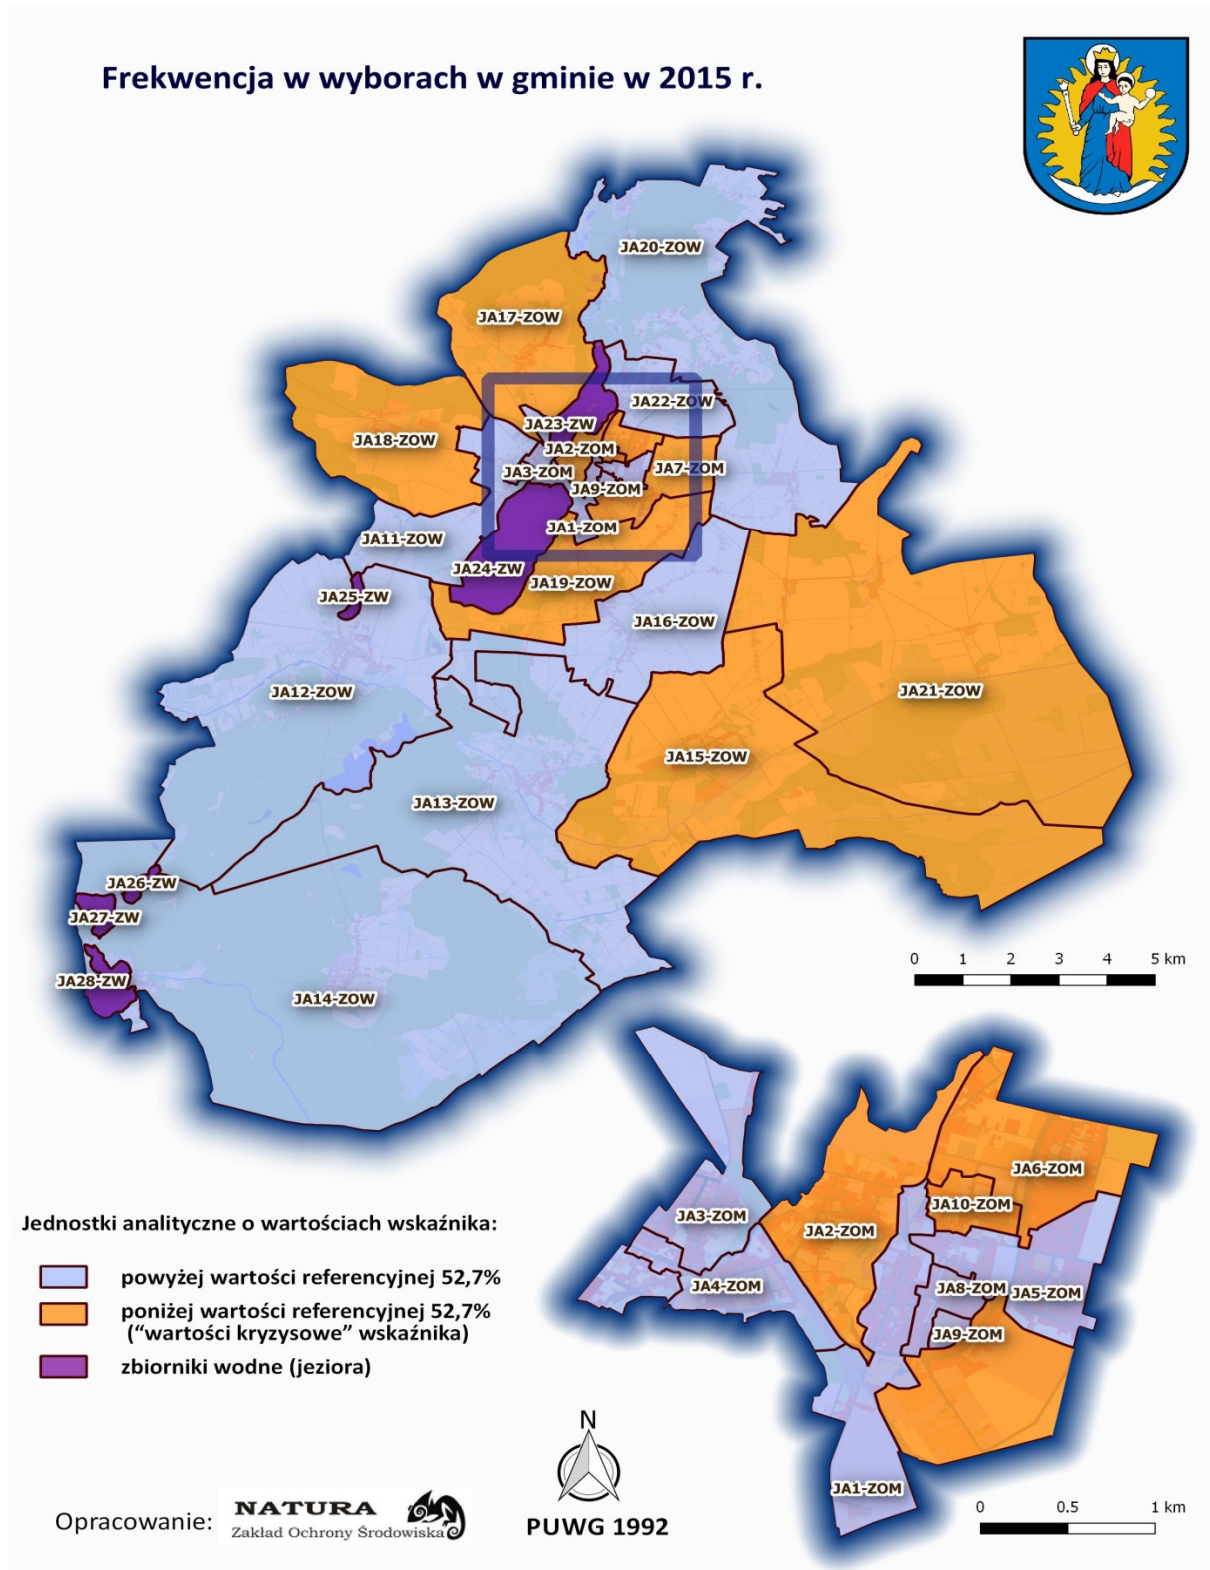 Frekwencja w wyborach w gminie w 2015 r.
JA20-ZOW
JA17-ZOW
JA22-ZOW
JA23-ZW
JA18-ZOW
JA2-ZOM
JA3-ZOM
JA7-ZOM
JA9-ZOM
JA1-ZOM
JA11-ZOW
JA24-ZW
JA19-ZOW
JA25-ZW
JA16-ZOW
JA12-ZOW
JA21-ZOW
JA15-ZOW
JA13-ZOW
JA26-ZW
JA27-ZW
JA28-ZW
JA14-ZOW
0 1 2 3 4 5 km
JA6-ZOM
JA10-ZOM
JA3-ZOM
JA2-ZOM
JA4-ZOM
JA8-ZOM
JA5-ZOM
JA9-ZOM
JA1-ZOM
0 0.5 1 km
Jednostki analityczne o wartościach wskaźnika:
powyżej wartości referencyjnej 52,7%
poniżej wartości referencyjnej 52,7%
("wartości kryzysowe" wskaźnika)
zbiorniki wodne (jeziora)
N
PUWG 1992
Opracowanie:
NATURA
Zakład Ochrony Środowiska